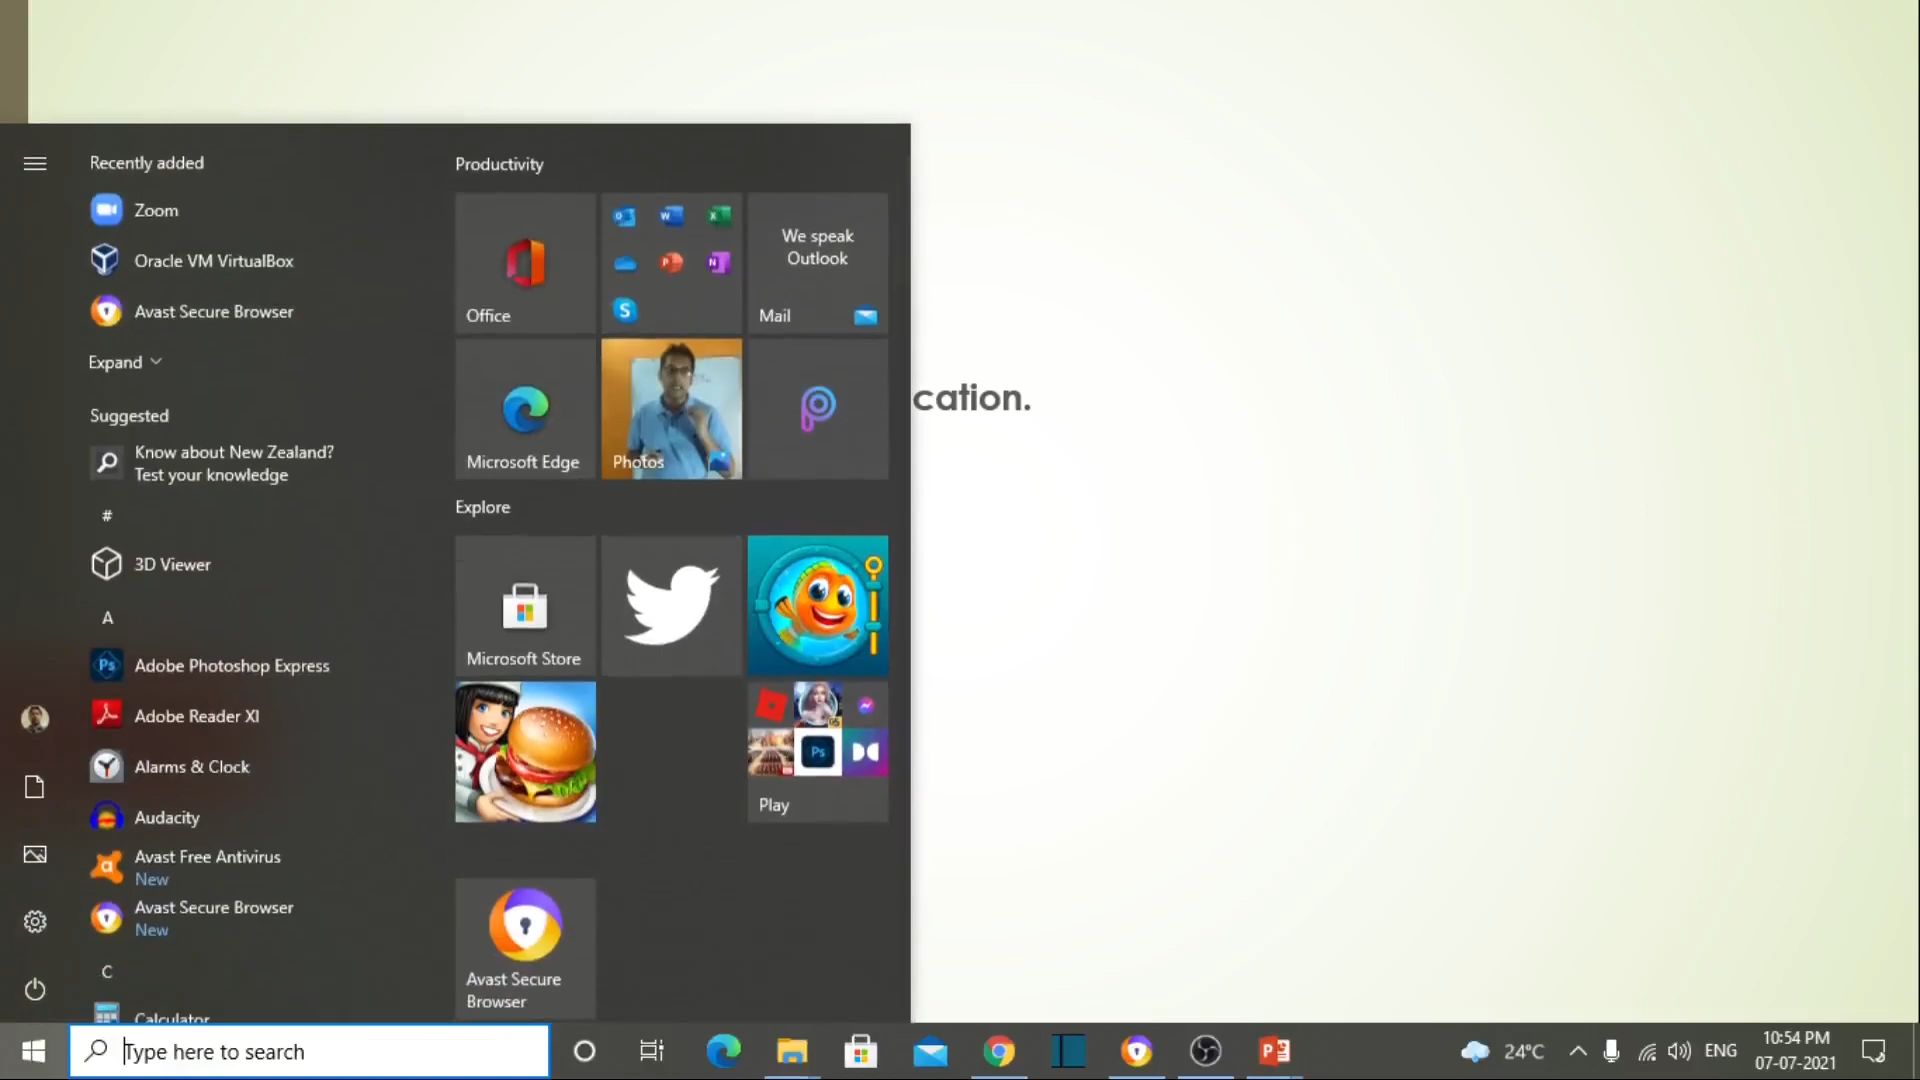 Recently added
Zoom
Oracle VM VirtualBox
Avast Secure Browser
Expand
Suggested
Know about New Zealand?
Test your knowledge
#
3D Viewer
A
Adobe Photoshop Express
Adobe Reader XI
Alarms & Clock
Audacity
Avast Free Antivirus
New
Avast Secure Browser
New
C
Calculator
Productivity
Office
We speak
Outlook
Mail
Microsoft Edge
Photos
Explore
Microsoft Store
Play
Avast Secure
Browser
cation.
Type here to search
24°C
ENG
10:54 PM
07-07-2021